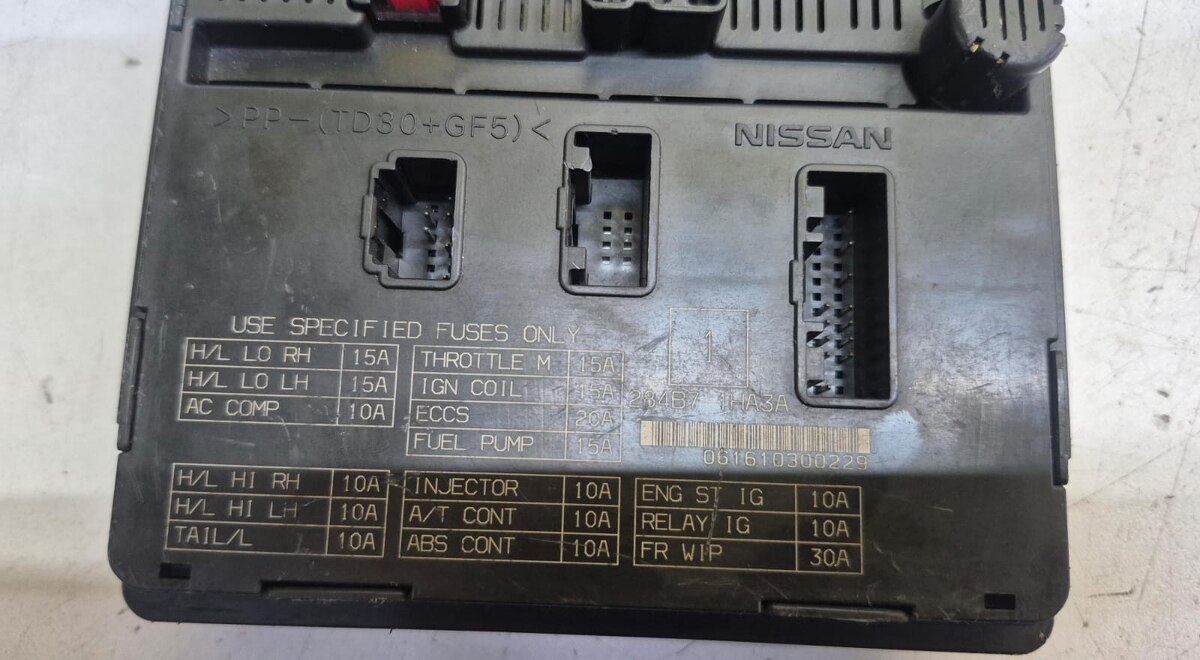 >PP-(TD30+GF5)<
NISSAN
USE SPECIFIED FUSES ONLY
H/L LO RH 15A
H/L LO LH 15A
AC COMP 10A
THROTTLE M 15A
IGN COIL 15A
ECCS 20A
FUEL PUMP 15A
1
284B7 1HA3A
061610300229
H/L HI RH 10A
H/L HI LH 10A
TAIL/L 10A
INJECTOR 10A
A/T CONT 10A
ABS CONT 10A
ENG ST IG 10A
RELAY IG 10A
FR WIP 30A